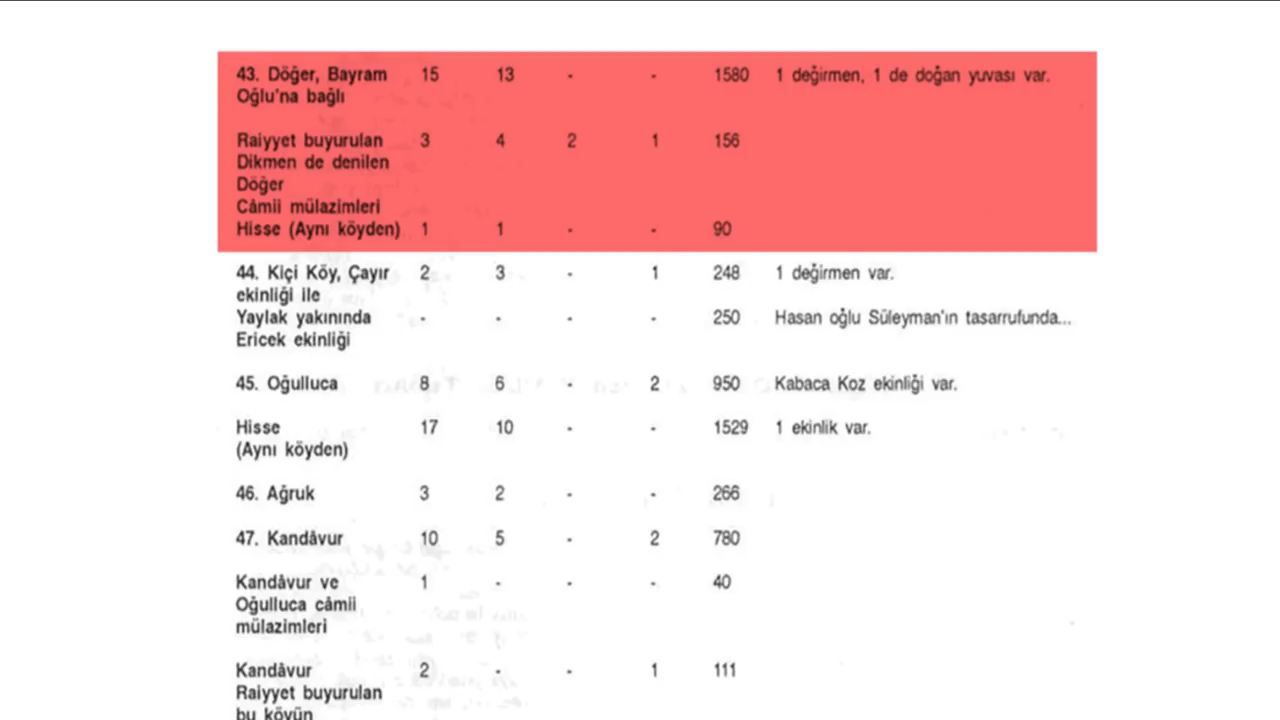 43. Döğer, Bayram 15 13 - - 1580 1 değirmen, 1 de doğan yuvası var.
Oğlu'na bağlı
Raiyyet buyurulan 3 4 2 1 156
Dikmen de denilen
Döğer
Câmii mülazimleri
Hisse (Aynı köyden) 1 1 - - 90
44. Kiçi Köy, Çayır 2 3 - 1 248 1 değirmen var.
ekinliği ile
Yaylak yakınında - - - - 250 Hasan oğlu Süleyman'ın tasarrufunda...
Ericek ekinliği
45. Oğulluca 8 6 - 2 950 Kabaca Koz ekinliği var.
Hisse 17 10 - - 1529 1 ekinlik var.
(Aynı köyden)
46. Ağruk 3 2 - - 266
47. Kandâvur 10 5 - 2 780
Kandâvur ve 1 - - - 40
Oğulluca câmii
mülazimleri
Kandâvur 2 - - 1 111
Raiyyet buyurulan
bu köyün